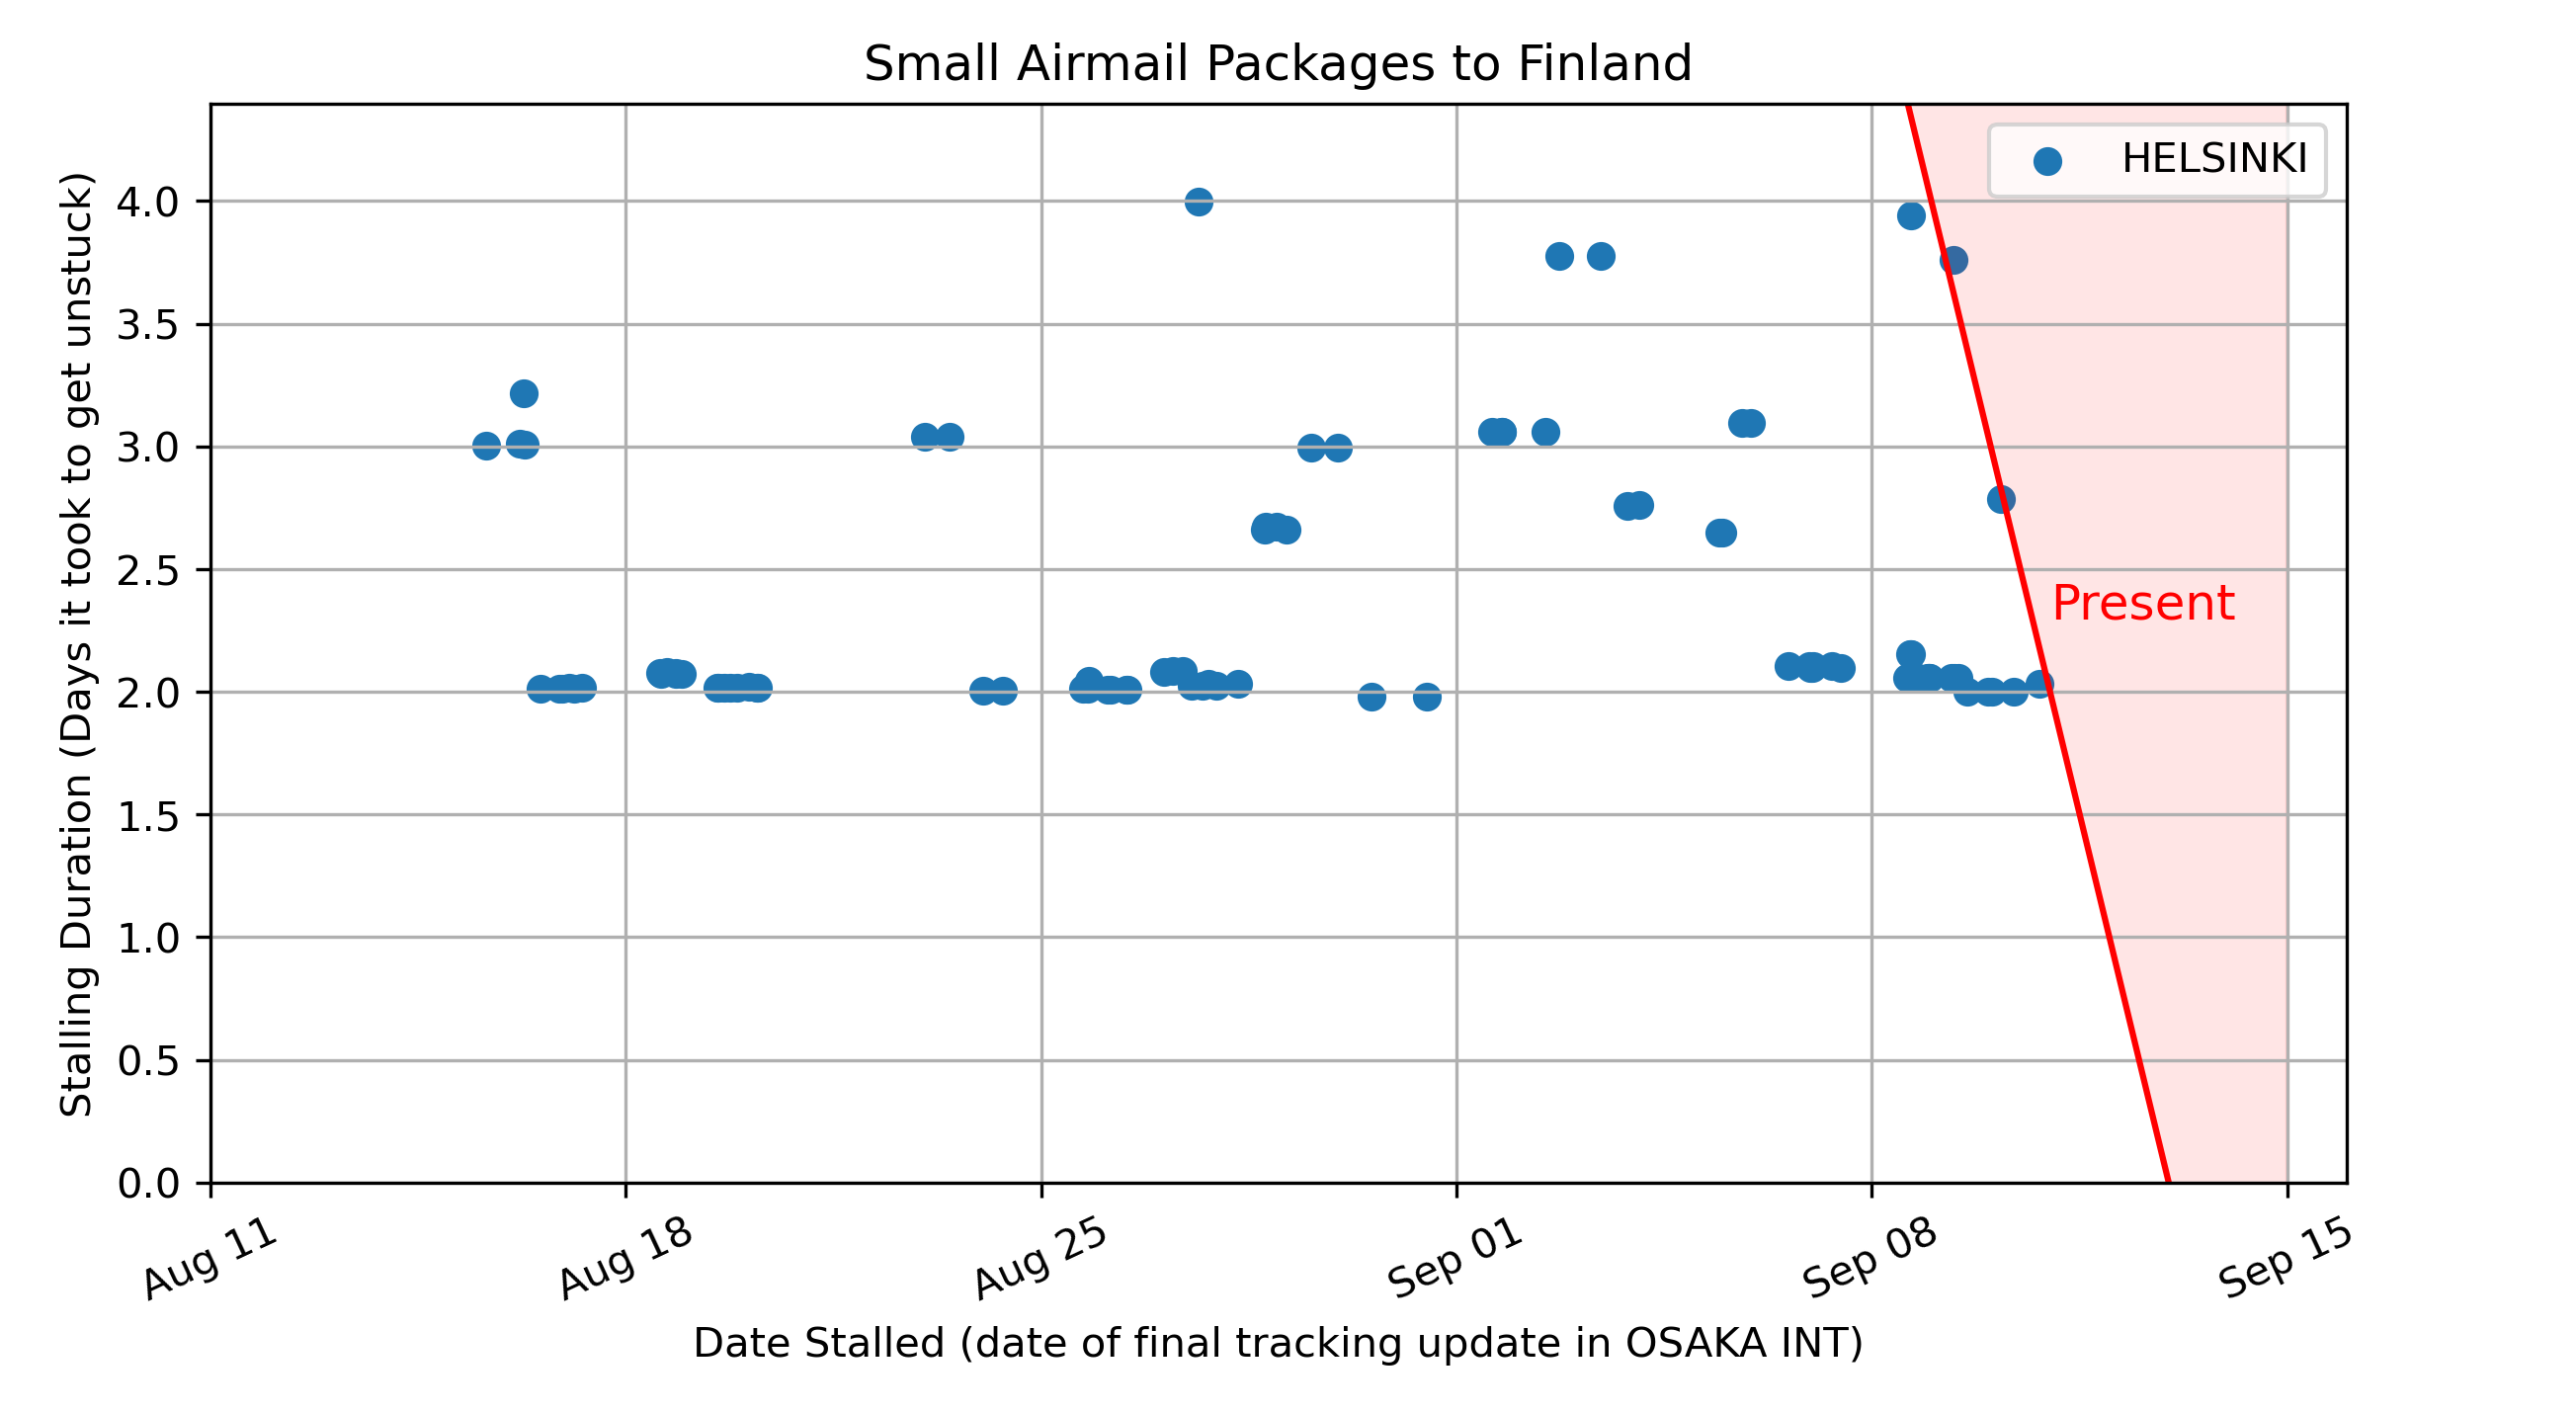 Small Airmail Packages to Finland
HELSINKI
Stalling Duration (Days it took to get unstuck)
4.0
3.5
3.0
2.5
2.0
1.5
1.0
0.5
0.0
Present
Aug 11
Aug 18
Aug 25
Sep 01
Sep 08
Sep 15
Date Stalled (date of final tracking update in OSAKA INT)